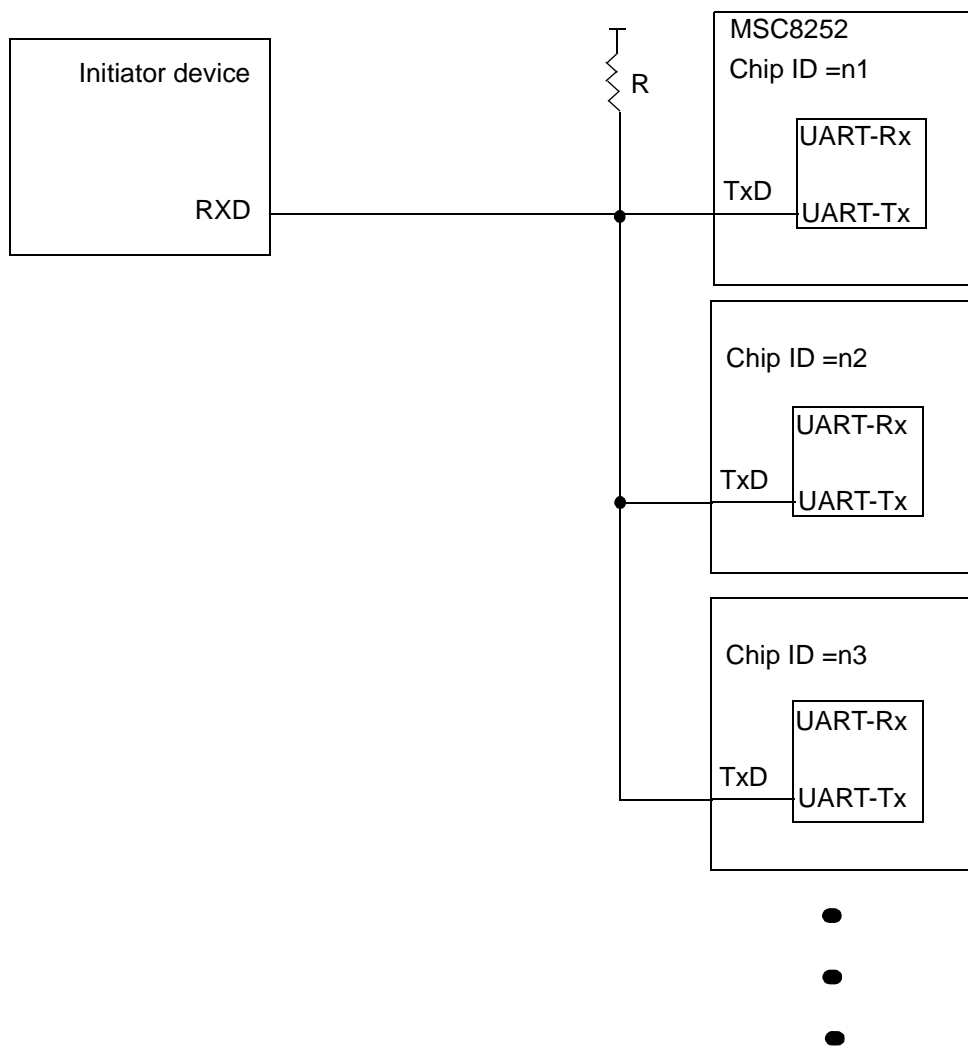 Initiator device
RXD
R
MSC8252
Chip ID =n1
UART-Rx
TxD
UART-Tx
Chip ID =n2
UART-Rx
TxD
UART-Tx
Chip ID =n3
UART-Rx
TxD
UART-Tx